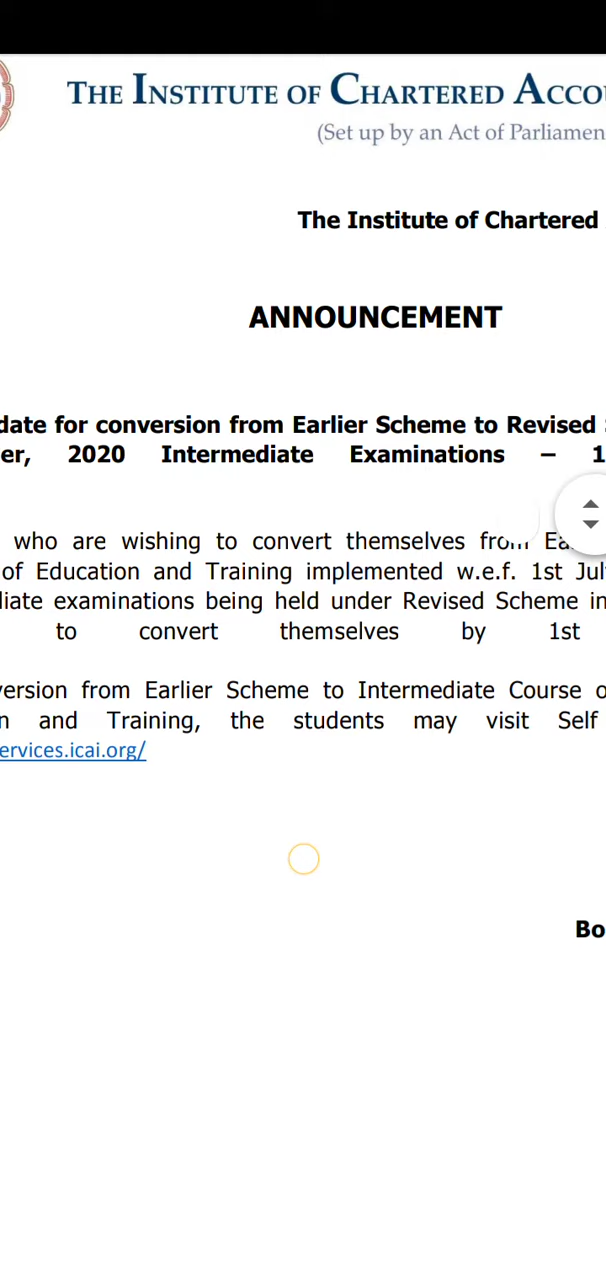 THE INSTITUTE OF CHARTERED ACCO
(Set up by an Act of Parliamen
The Institute of Chartered
ANNOUNCEMENT
date for conversion from Earlier Scheme to Revised
er, 2020 Intermediate Examinations – 1
who are wishing to convert themselves from Ea
of Education and Training implemented w.e.f. 1st Jul
liate examinations being held under Revised Scheme in
to convert themselves by 1st
version from Earlier Scheme to Intermediate Course o
n and Training, the students may visit Self
ervices.icai.org/
Bo